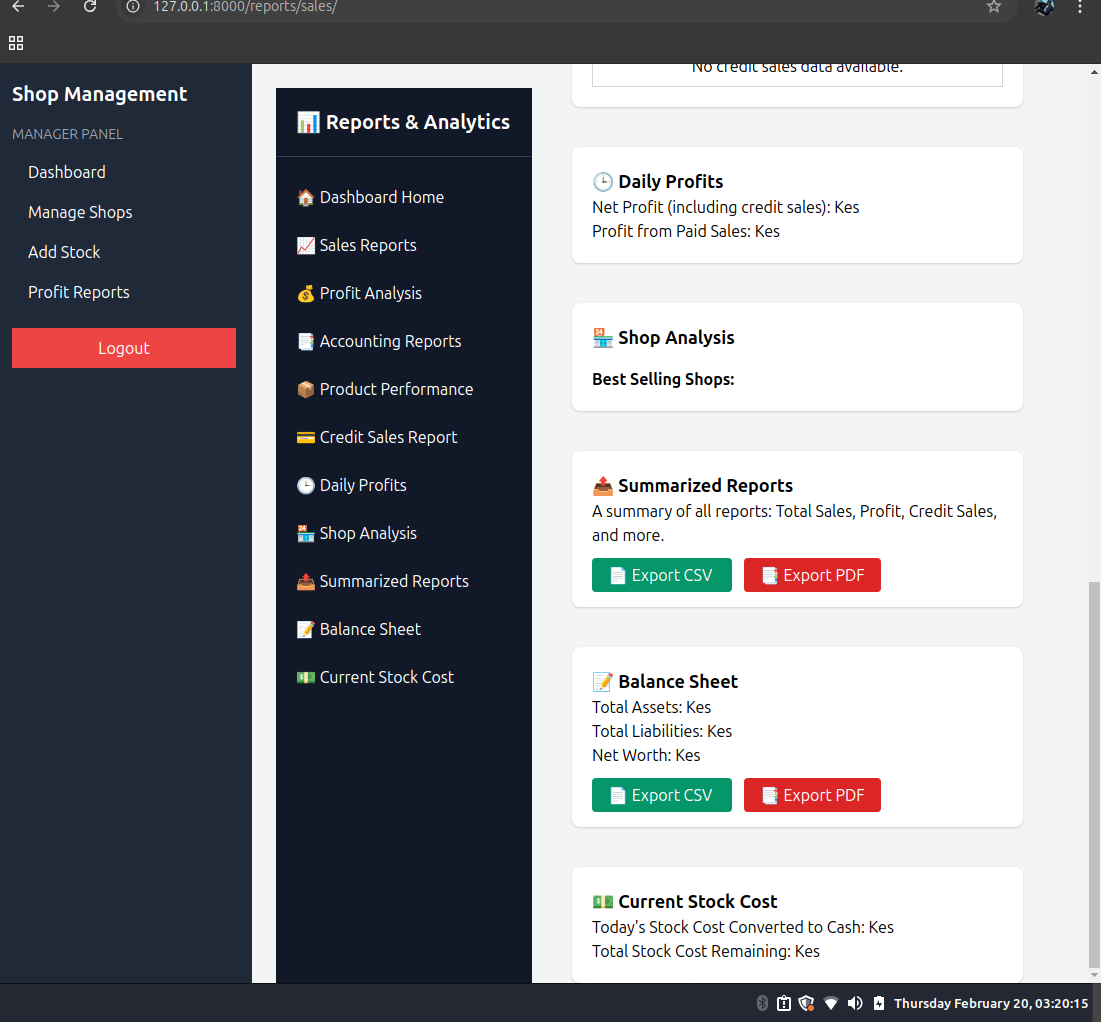 127.0.0.1:8000/reports/sales/
Shop Management
MANAGER PANEL
Dashboard
Manage Shops
Add Stock
Profit Reports
Logout
📊 Reports & Analytics
🏠 Dashboard Home
📈 Sales Reports
💰 Profit Analysis
📑 Accounting Reports
📦 Product Performance
💳 Credit Sales Report
🕒 Daily Profits
🏪 Shop Analysis
📤 Summarized Reports
📝 Balance Sheet
💵 Current Stock Cost
No credit sales data available.
🕒 Daily Profits
Net Profit (including credit sales): Kes
Profit from Paid Sales: Kes
🏪 Shop Analysis
Best Selling Shops:
📤 Summarized Reports
A summary of all reports: Total Sales, Profit, Credit Sales,
and more.
📄 Export CSV
📑 Export PDF
📝 Balance Sheet
Total Assets: Kes
Total Liabilities: Kes
Net Worth: Kes
📄 Export CSV
📑 Export PDF
💵 Current Stock Cost
Today's Stock Cost Converted to Cash: Kes
Total Stock Cost Remaining: Kes
Thursday February 20, 03:20:15